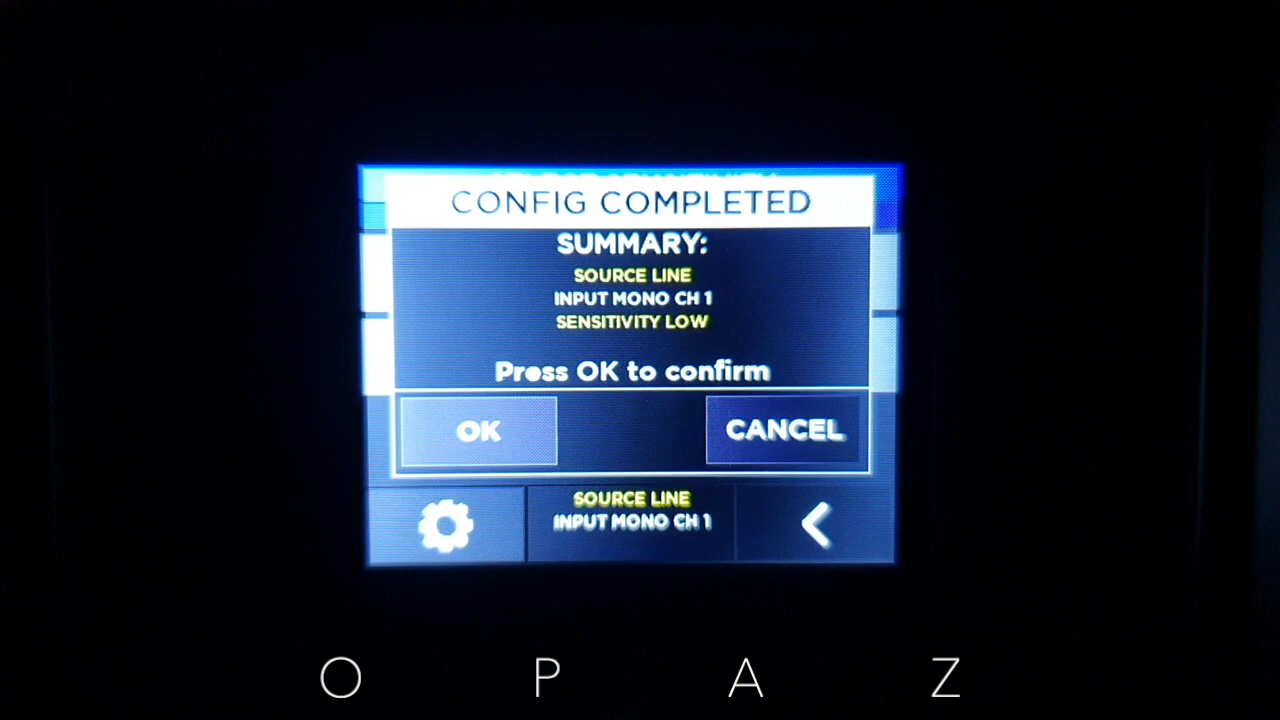 CONFIG COMPLETED
SUMMARY:
SOURCE LINE
INPUT MONO CH 1
SENSITIVITY LOW
Press OK to confirm
OK
CANCEL
SOURCE LINE
INPUT MONO CH 1
O P A Z